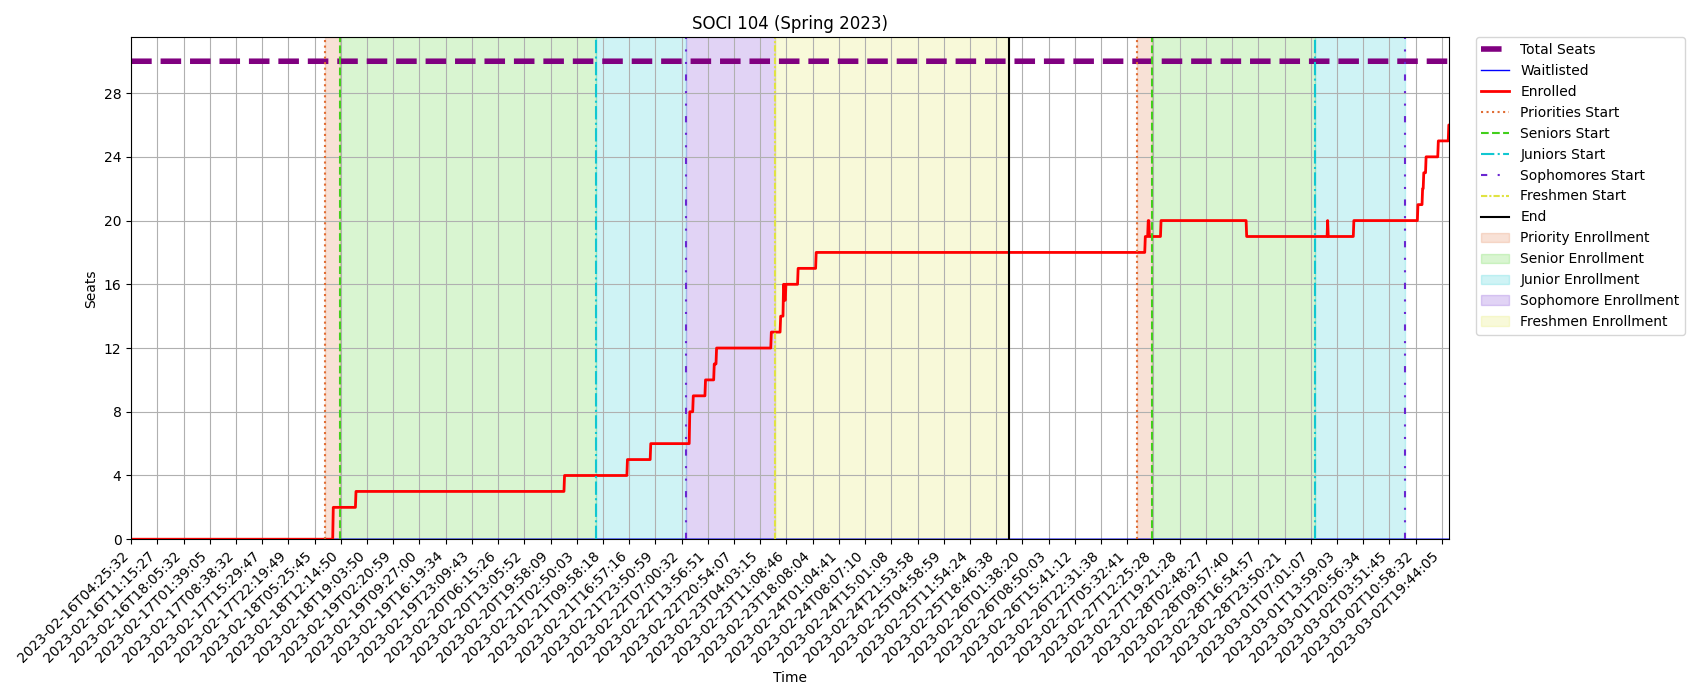 SOCI 104 (Spring 2023)
Seats
28
24
20
16
12
8
4
0
2023-02-16T04:25:32
2023-02-16T11:15:27
2023-02-16T18:05:32
2023-02-17T01:39:05
2023-02-17T08:38:32
2023-02-17T15:29:47
2023-02-17T22:19:49
2023-02-18T05:25:45
2023-02-18T12:14:50
2023-02-18T19:03:50
2023-02-19T02:20:59
2023-02-19T09:27:00
2023-02-19T16:19:34
2023-02-19T23:09:43
2023-02-20T06:15:26
2023-02-20T13:05:52
2023-02-20T19:58:09
2023-02-21T02:50:03
2023-02-21T09:58:18
2023-02-21T16:57:16
2023-02-21T23:50:59
2023-02-22T07:00:32
2023-02-22T13:56:51
2023-02-22T20:54:07
2023-02-23T04:03:15
2023-02-23T11:08:46
2023-02-23T18:08:04
2023-02-24T01:04:41
2023-02-24T08:07:10
2023-02-24T15:01:08
2023-02-24T21:53:58
2023-02-25T04:58:59
2023-02-25T11:54:24
2023-02-25T18:46:38
2023-02-26T01:38:20
2023-02-26T08:50:03
2023-02-26T15:41:12
2023-02-26T22:31:38
2023-02-27T05:32:41
2023-02-27T12:25:28
2023-02-27T19:21:28
2023-02-28T02:48:27
2023-02-28T09:57:40
2023-02-28T16:54:57
2023-02-28T23:50:21
2023-03-01T07:01:07
2023-03-01T13:59:03
2023-03-01T20:56:34
2023-03-02T03:51:45
2023-03-02T10:58:32
2023-03-02T19:44:05
Time
Total Seats
Waitlisted
Enrolled
Priorities Start
Seniors Start
Juniors Start
Sophomores Start
Freshmen Start
End
Priority Enrollment
Senior Enrollment
Junior Enrollment
Sophomore Enrollment
Freshmen Enrollment